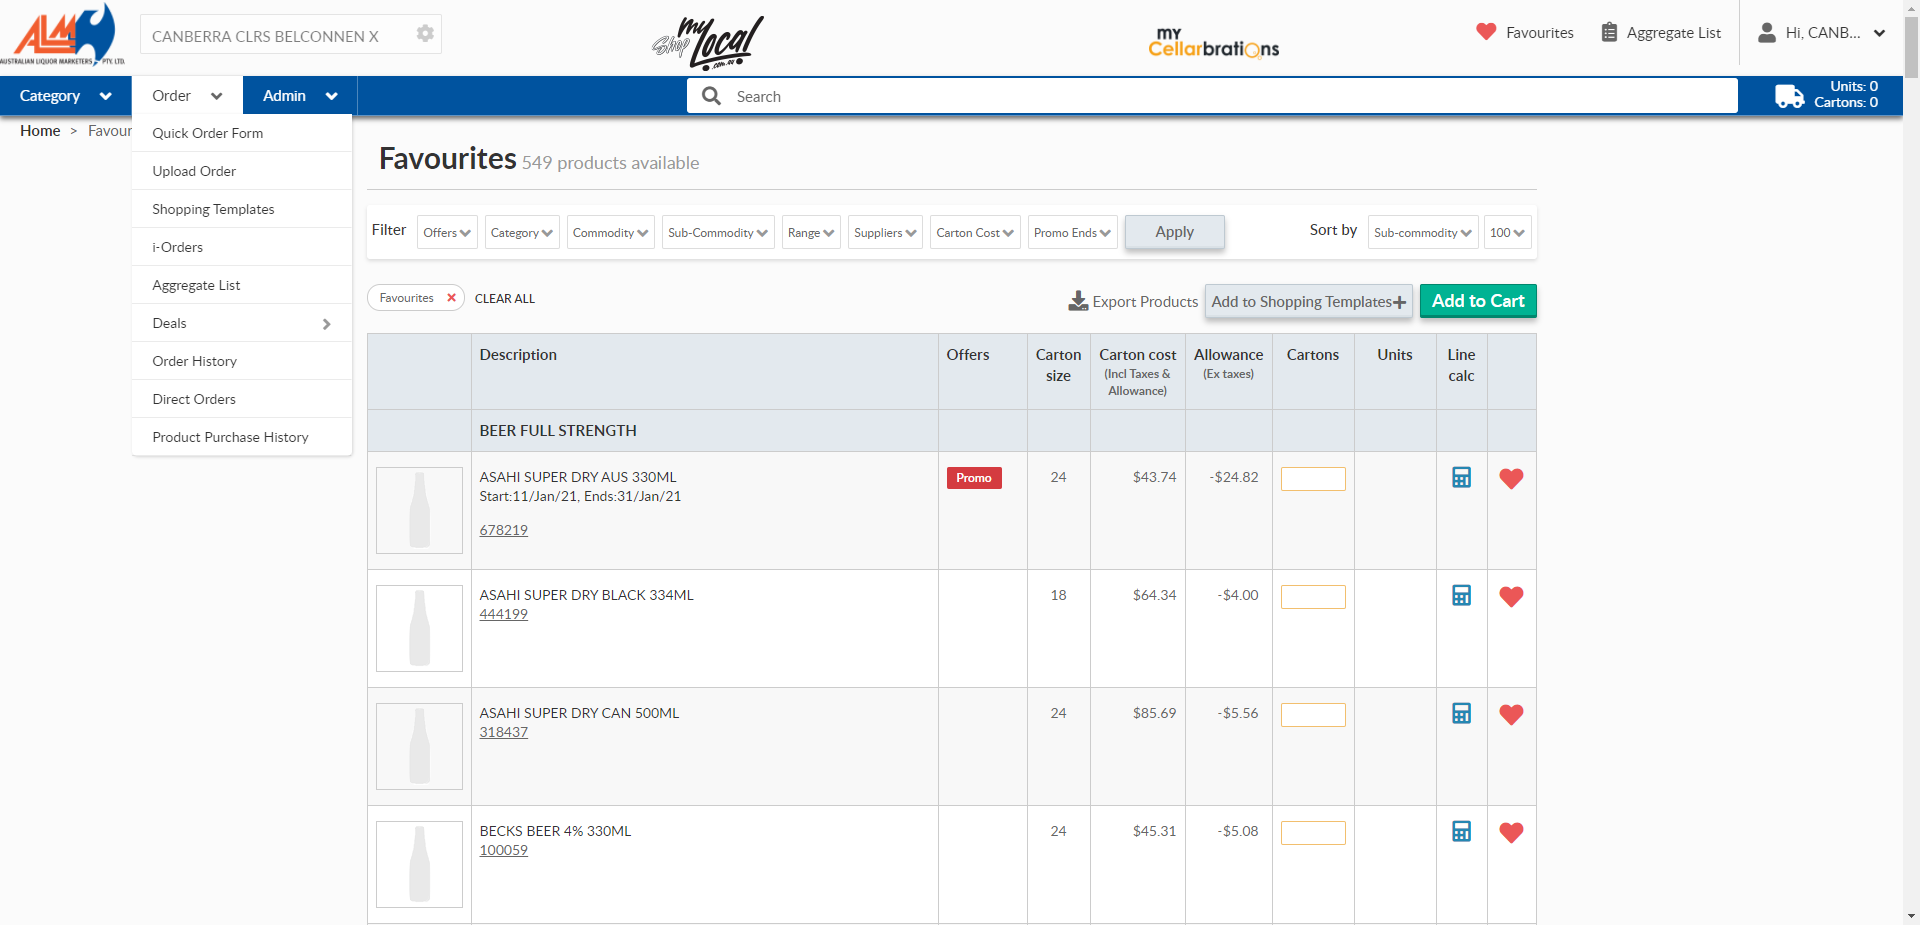 ALM
AUSTRALIAN LIQUOR MARKETERS PTY. LTD.
CANBERRA CLRS BELCONNEN X
my
Shop Local
.com.au
my
Cellarbrations
Favourites
Aggregate List
Hi, CANB...
Category
Order
Admin
Search
Units: 0
Cartons: 0
Home > Favour
Quick Order Form
Upload Order
Shopping Templates
i-Orders
Aggregate List
Deals
Order History
Direct Orders
Product Purchase History
Favourites 549 products available
Filter Offers Category Commodity Sub-Commodity Range Suppliers Carton Cost Promo Ends Apply Sort by Sub-commodity 100
Favourites CLEAR ALL Export Products Add to Shopping Templates Add to Cart
Description Offers Carton size Carton cost (Incl Taxes & Allowance) Allowance (Ex taxes) Cartons Units Line calc
BEER FULL STRENGTH
ASAHI SUPER DRY AUS 330ML Promo 24 $43.74 -$24.82
Start:11/Jan/21, Ends:31/Jan/21
678219
ASAHI SUPER DRY BLACK 334ML 18 $64.34 -$4.00
444199
ASAHI SUPER DRY CAN 500ML 24 $85.69 -$5.56
318437
BECKS BEER 4% 330ML 24 $45.31 -$5.08
100059